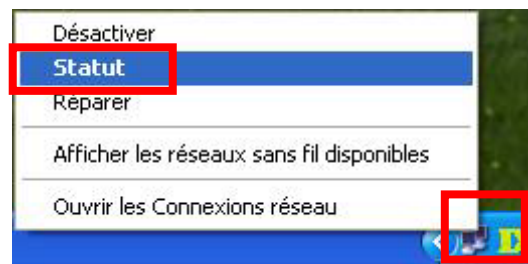 Désactiver
Statut
Réparer
Afficher les réseaux sans fil disponibles
Ouvrir les Connexions réseau